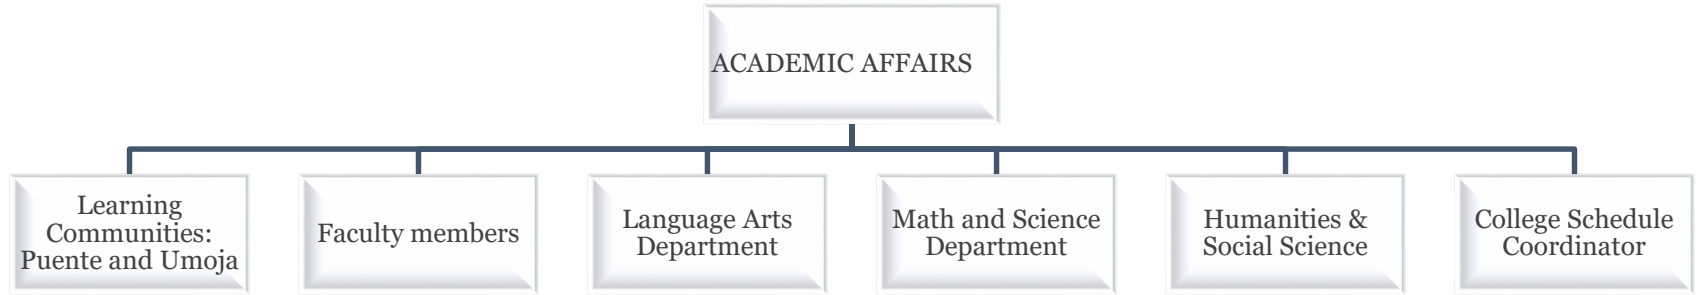 ACADEMIC AFFAIRS
Learning
Communities:
Puente and Umoja
Faculty members
Language Arts
Department
Math and Science
Department
Humanities &
Social Science
College Schedule
Coordinator